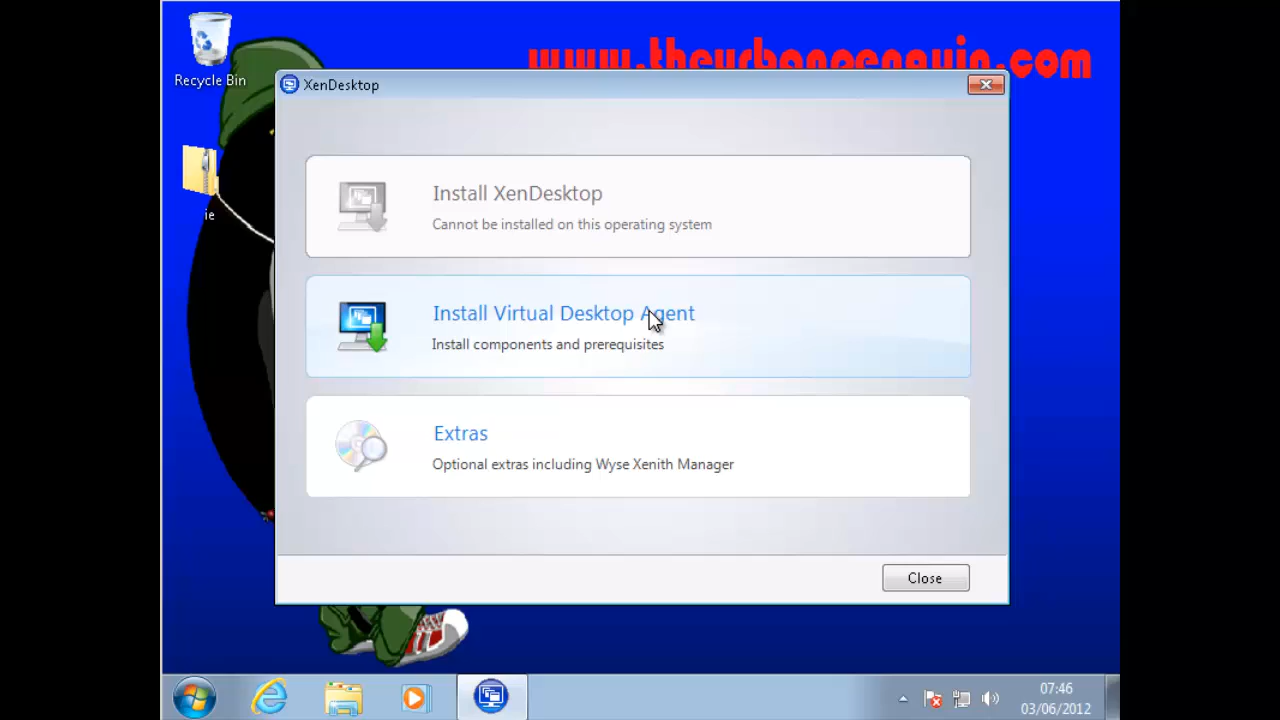 Recycle Bin
www.theurbanpenguin.com
XenDesktop
ie
Install XenDesktop
Cannot be installed on this operating system
Install Virtual Desktop Agent
Install components and prerequisites
Extras
Optional extras including Wyse Xenith Manager
Close
07:46
03/06/2012